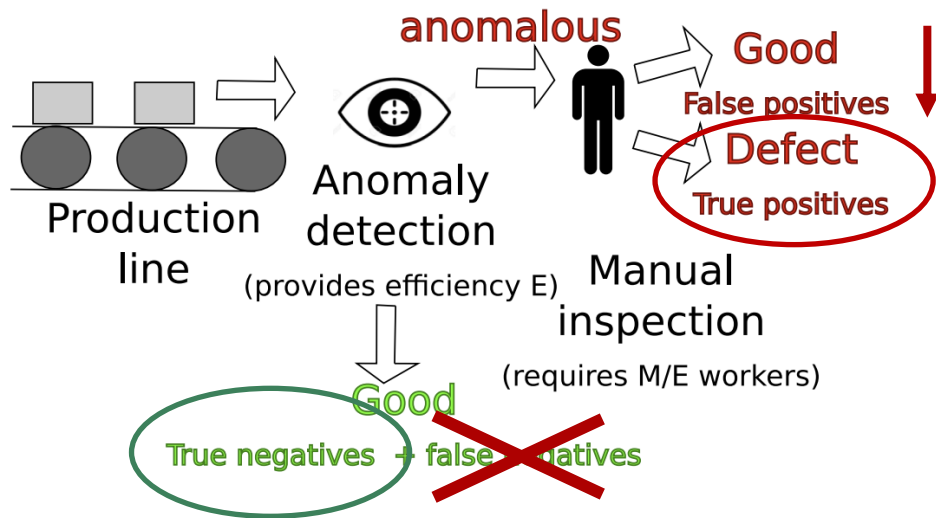 anomalous
Good
False positives
Defect
True positives
Production
line
Anomaly
detection
(provides efficiency E)
Manual
inspection
(requires M/E workers)
Good
True negatives + false negatives